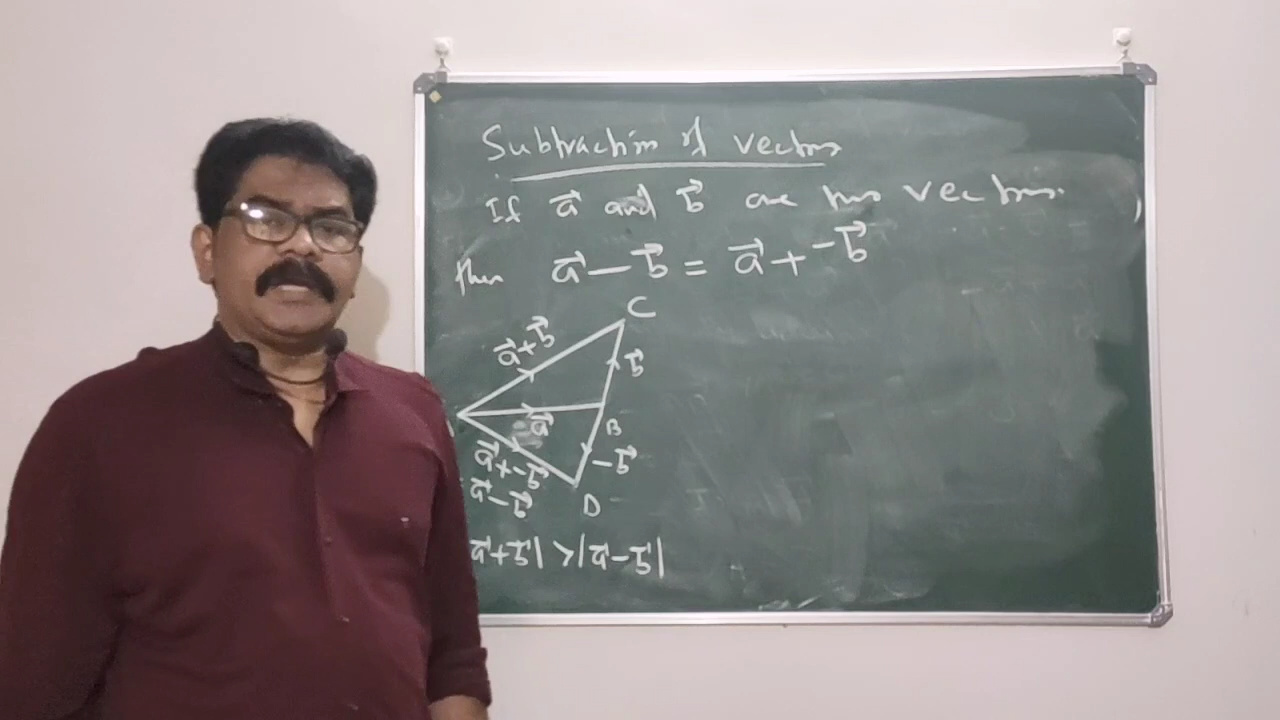 Subtraction of vectors
If a⃗ and b⃗ are two vectors.
then a⃗ - b⃗ = a⃗ + -b⃗
C
a⃗+b⃗
b⃗
a⃗
B
a⃗+-b⃗
-b⃗
a⃗-b⃗
D
a⃗+b⃗| >|a⃗-b⃗|